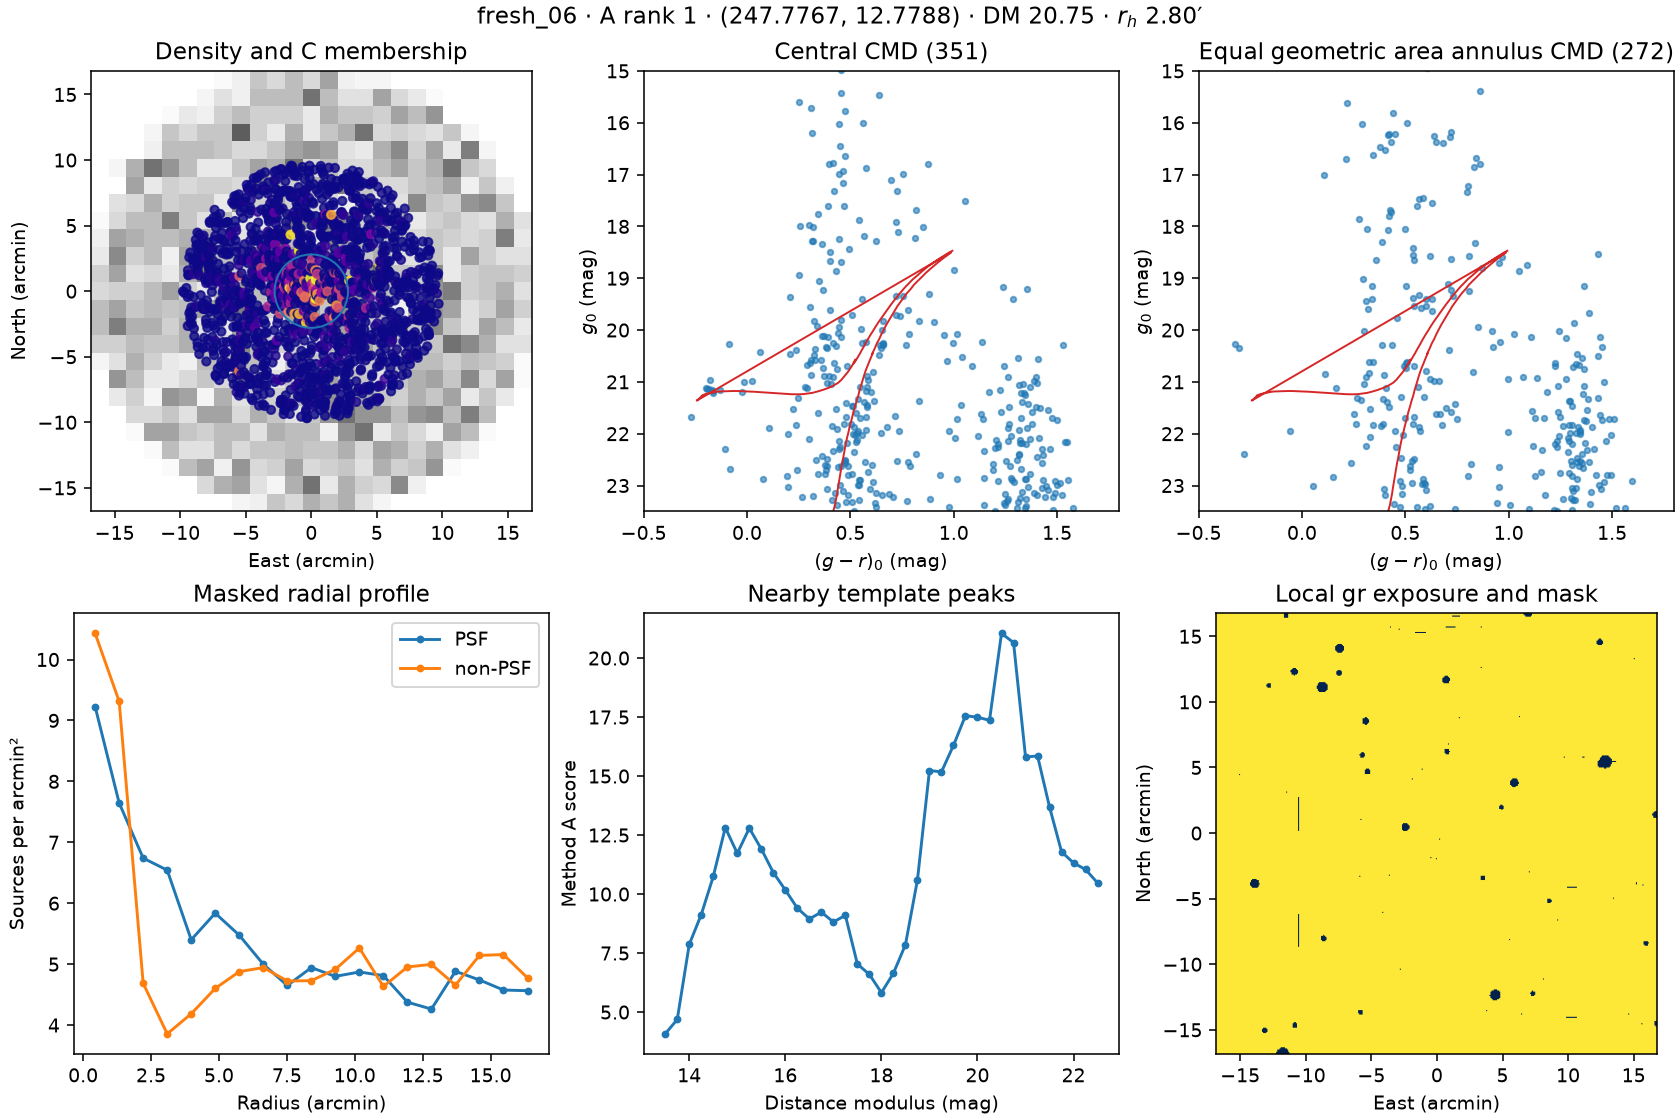 fresh_06 · A rank 1 · (247.7767, 12.7788) · DM 20.75 · r_h 2.80′
Density and C membership
15
10
5
0
−5
−10
−15
−15 −10 −5 0 5 10 15
North (arcmin)
East (arcmin)
Central CMD (351)
15
16
17
18
19
20
21
22
23
−0.5 0.0 0.5 1.0 1.5
g₀ (mag)
(g − r)₀ (mag)
Equal geometric area annulus CMD (272)
15
16
17
18
19
20
21
22
23
−0.5 0.0 0.5 1.0 1.5
g₀ (mag)
(g − r)₀ (mag)
Masked radial profile
PSF
non-PSF
10
9
8
7
6
5
4
0.0 2.5 5.0 7.5 10.0 12.5 15.0
Sources per arcmin²
Radius (arcmin)
Nearby template peaks
20.0
17.5
15.0
12.5
10.0
7.5
5.0
14 16 18 20 22
Method A score
Distance modulus (mag)
Local gr exposure and mask
15
10
5
0
−5
−10
−15
−15 −10 −5 0 5 10 15
North (arcmin)
East (arcmin)